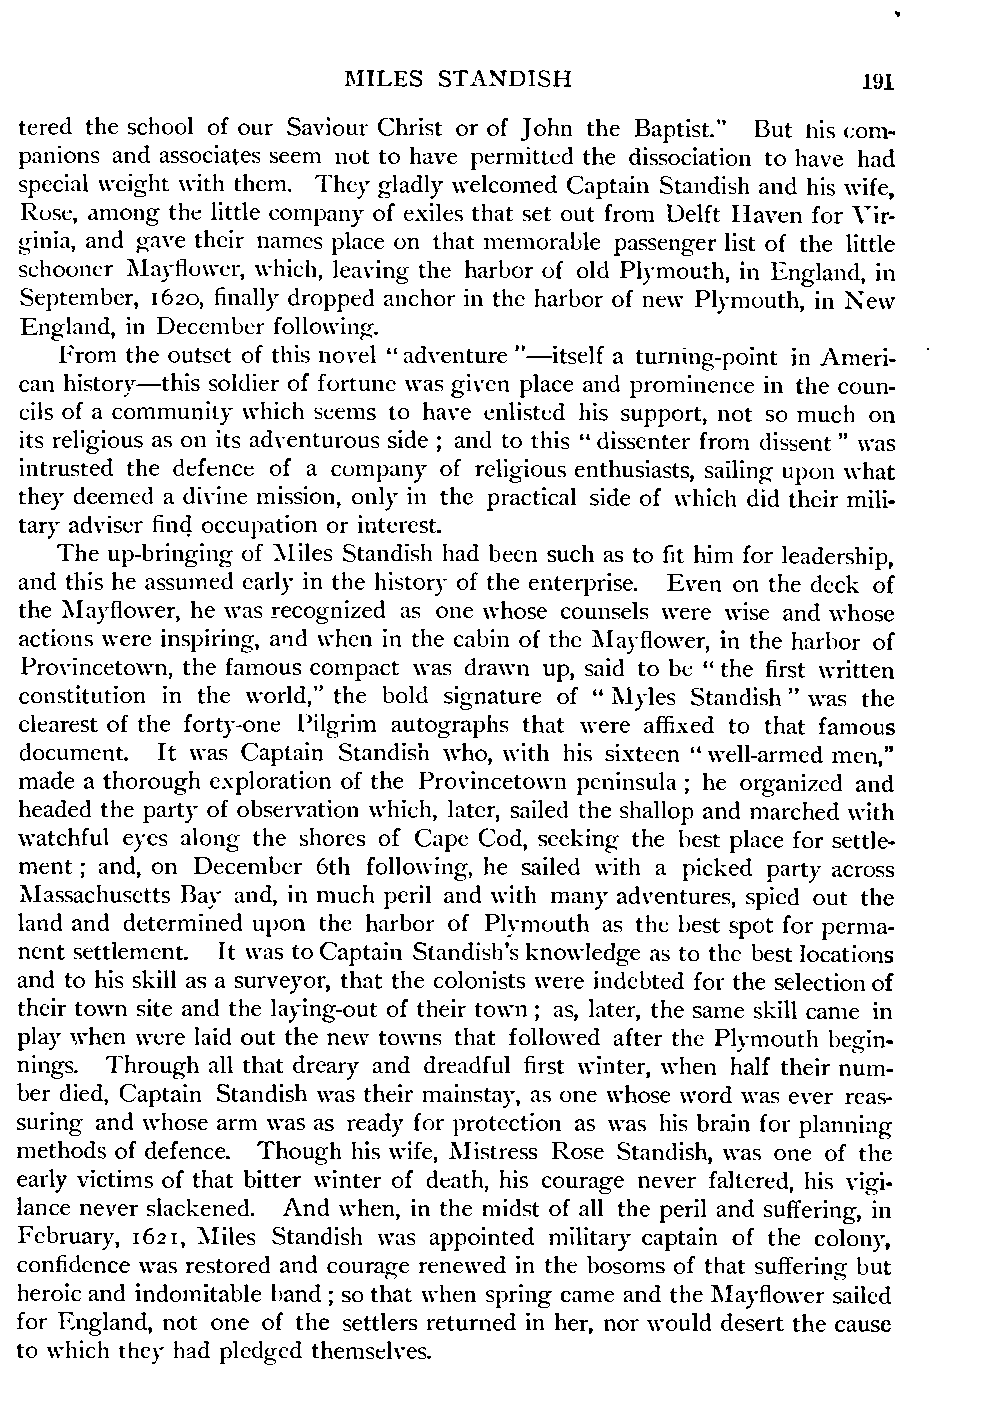 MILES STANDISH 191
tered the school of our Saviour Christ or of John the Baptist." But his com-
panions and associates seem not to have permitted the dissociation to have had
special weight with them. They gladly welcomed Captain Standish and his wife,
Rose, among the little company of exiles that set out from Delft Haven for Vir-
ginia, and gave their names place on that memorable passenger list of the little
schooner Mayflower, which, leaving the harbor of old Plymouth, in England, in
September, 1620, finally dropped anchor in the harbor of new Plymouth, in New
England, in December following.
From the outset of this novel "adventure"—itself a turning-point in Ameri-
can history—this soldier of fortune was given place and prominence in the coun-
cils of a community which seems to have enlisted his support, not so much on
its religious as on its adventurous side; and to this "dissenter from dissent" was
intrusted the defence of a company of religious enthusiasts, sailing upon what
they deemed a divine mission, only in the practical side of which did their mili-
tary adviser find occupation or interest.
The up-bringing of Miles Standish had been such as to fit him for leadership,
and this he assumed early in the history of the enterprise. Even on the deck of
the Mayflower, he was recognized as one whose counsels were wise and whose
actions were inspiring, and when in the cabin of the Mayflower, in the harbor of
Provincetown, the famous compact was drawn up, said to be "the first written
constitution in the world," the bold signature of "Myles Standish" was the
clearest of the forty-one Pilgrim autographs that were affixed to that famous
document. It was Captain Standish who, with his sixteen "well-armed men,"
made a thorough exploration of the Provincetown peninsula; he organized and
headed the party of observation which, later, sailed the shallop and marched with
watchful eyes along the shores of Cape Cod, seeking the best place for settle-
ment; and, on December 6th following, he sailed with a picked party across
Massachusetts Bay and, in much peril and with many adventures, spied out the
land and determined upon the harbor of Plymouth as the best spot for perma-
nent settlement. It was to Captain Standish's knowledge as to the best locations
and to his skill as a surveyor, that the colonists were indebted for the selection of
their town site and the laying-out of their town; as, later, the same skill came in
play when were laid out the new towns that followed after the Plymouth begin-
nings. Through all that dreary and dreadful first winter, when half their num-
ber died, Captain Standish was their mainstay, as one whose word was ever reas-
suring and whose arm was as ready for protection as was his brain for planning
methods of defence. Though his wife, Mistress Rose Standish, was one of the
early victims of that bitter winter of death, his courage never faltered, his vigi-
lance never slackened. And when, in the midst of all the peril and suffering, in
February, 1621, Miles Standish was appointed military captain of the colony,
confidence was restored and courage renewed in the bosoms of that suffering but
heroic and indomitable band; so that when spring came and the Mayflower sailed
for England, not one of the settlers returned in her, nor would desert the cause
to which they had pledged themselves.